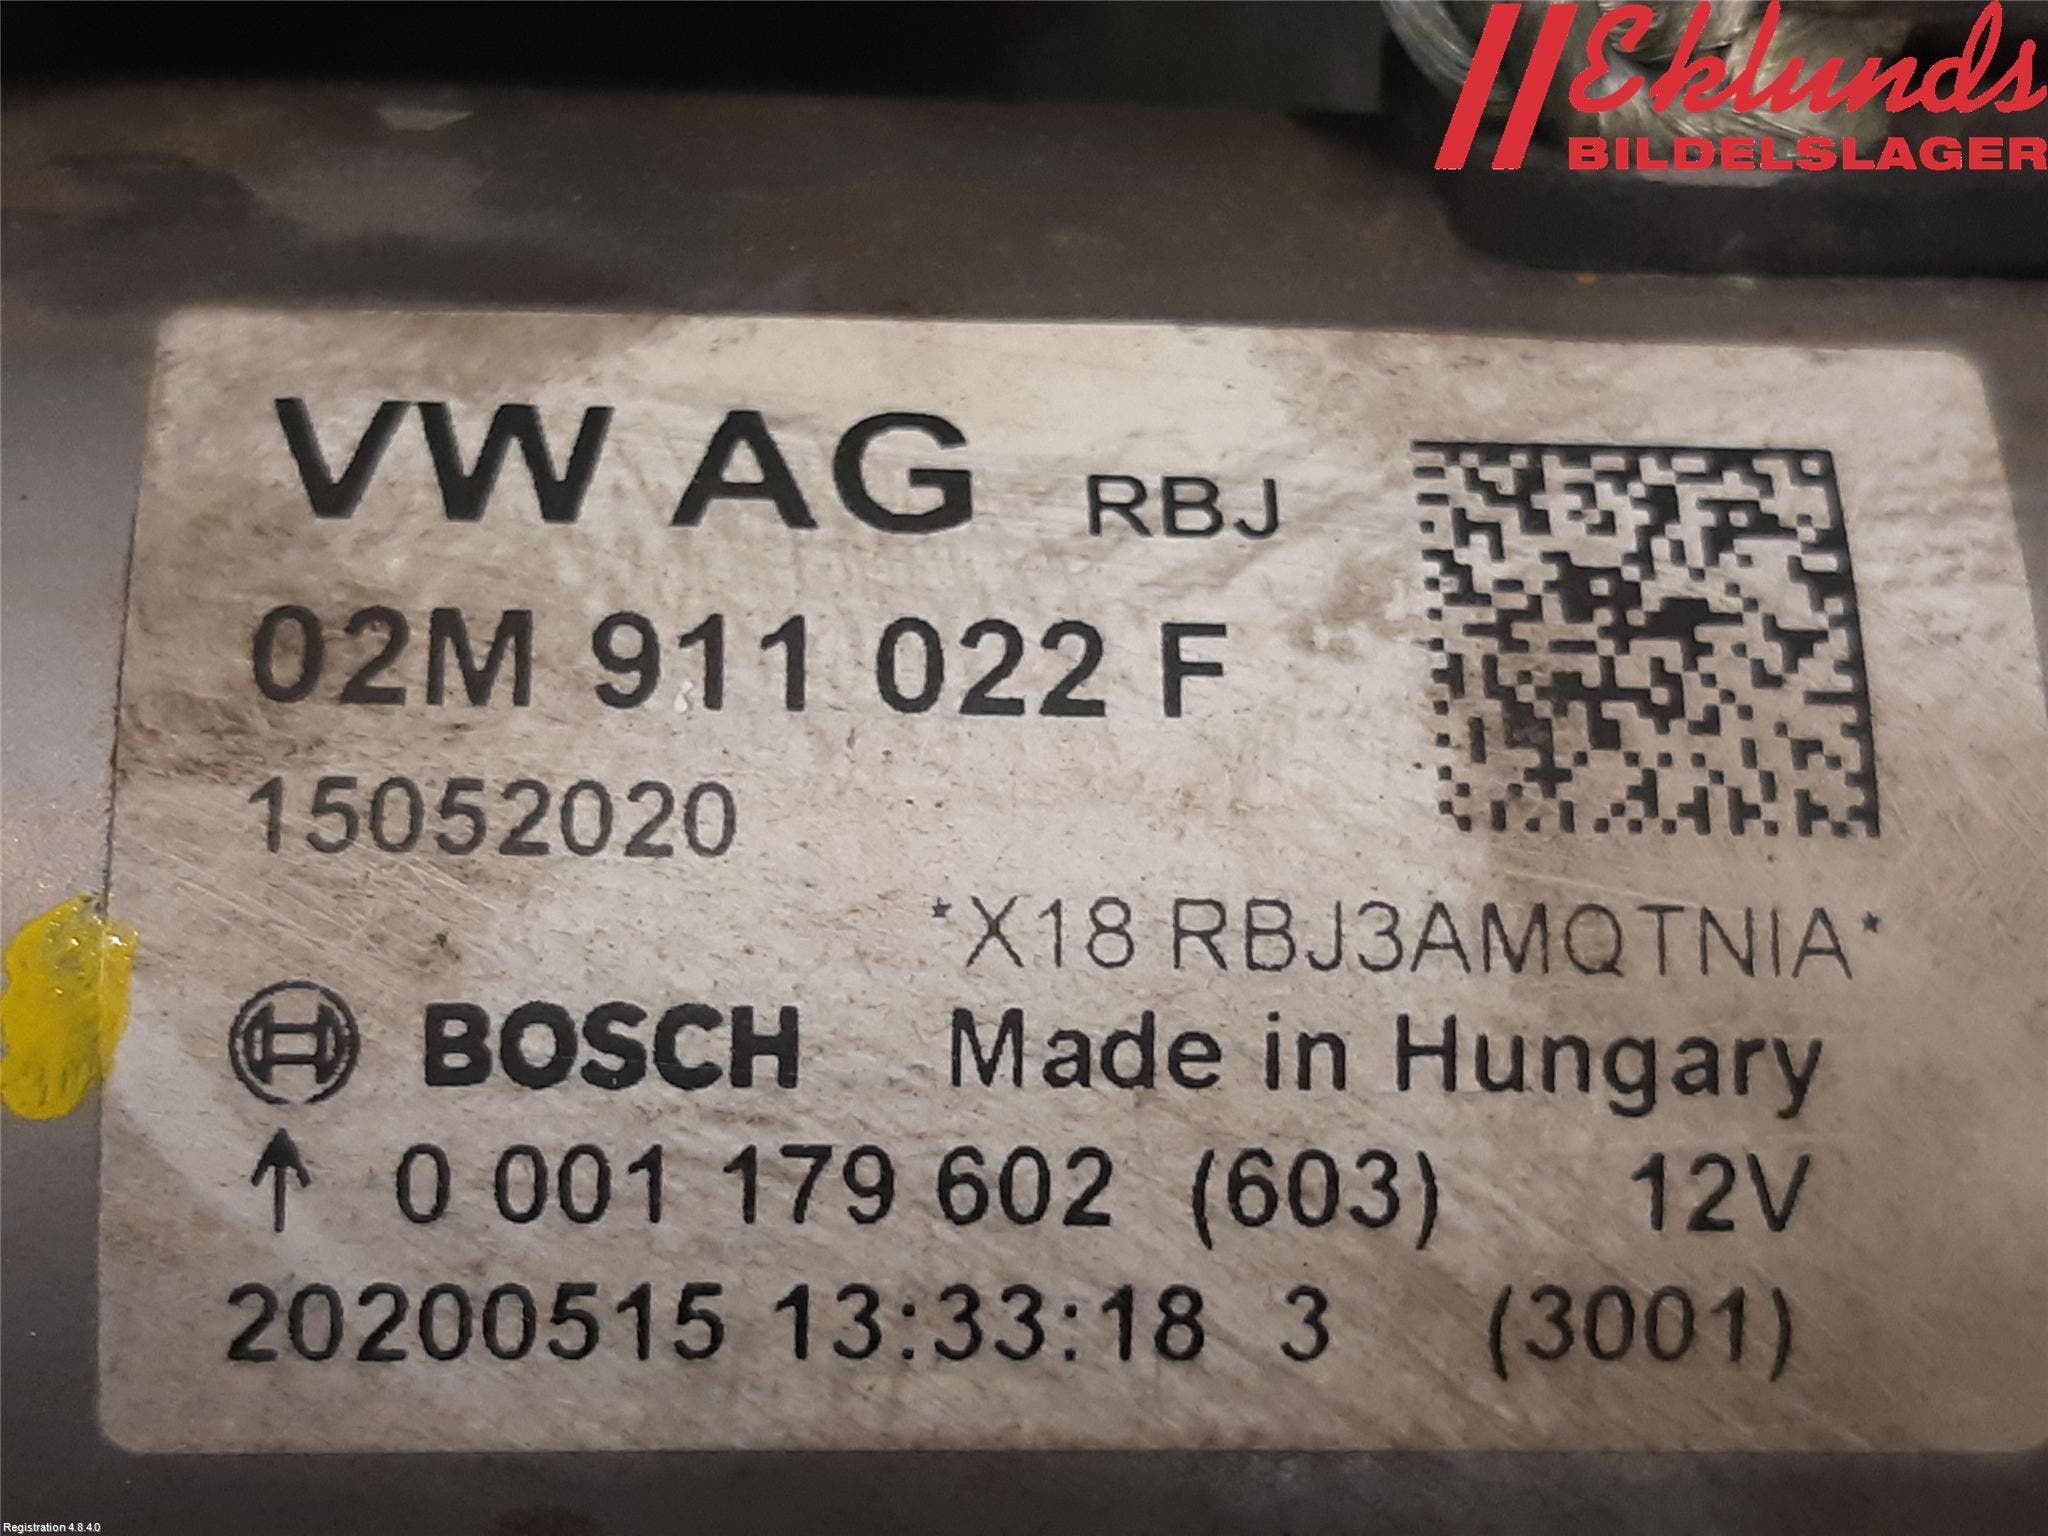 Eklunds
BILDELSLAGER
VW AG RBJ
02M 911 022 F
15052020
*X18 RBJ3AMQTNIA*
BOSCH Made in Hungary
↑ 0 001 179 602 (603) 12V
20200515 13:33:18 3 (3001)
Registration 4.8.4.0